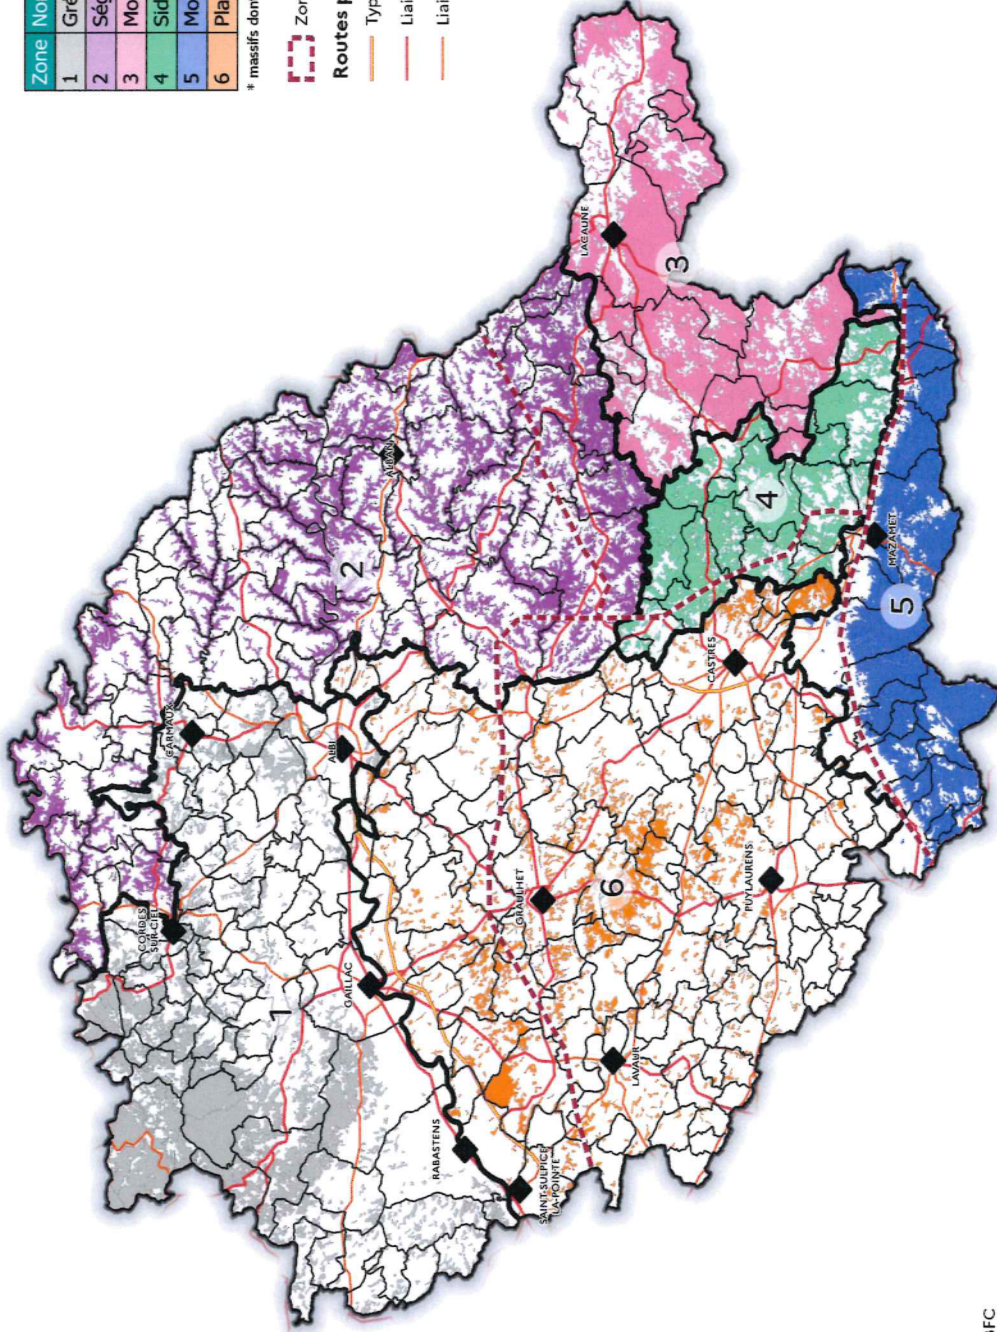 Zone No
1 Gré
2 Ség
3 Mo
4 Sid
5 Mo
6 Pla
* massifs don
Zon
Routes p
Typ
Liai
Liai
LACAUNE
3
ALBAN
2
4
MAZAMET
5
CASTRES
CARMAUX
ALBI
GRAULHET
6
PUYLAURENS
CORDES
SUR-CIEL
GAILLAC
1
LAVAUR
RABASTENS
SAINT-SULPICE
LA-POINTE
IFC